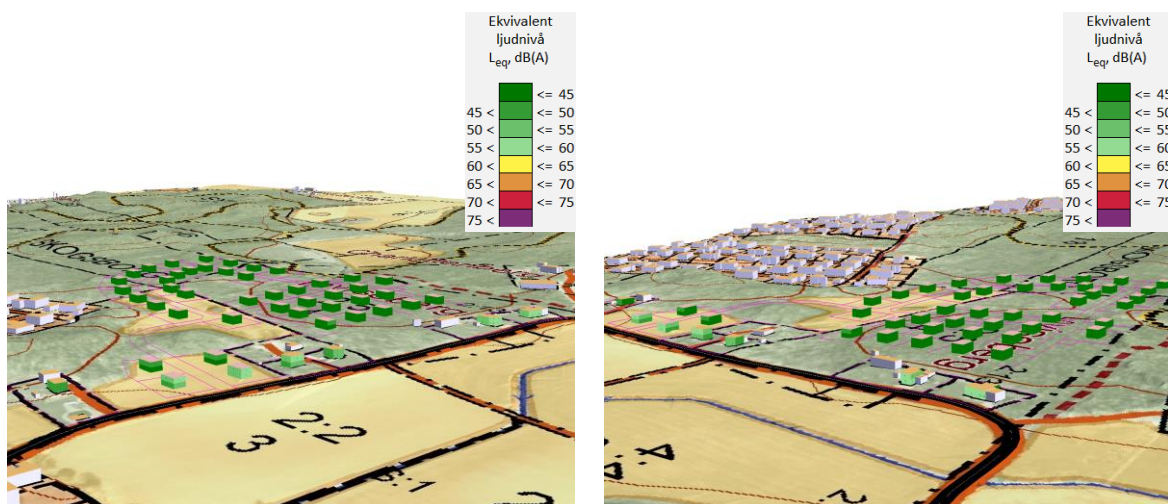 Ekvivalent
ljudnivå
Leq, dB(A)
<= 45
45 < <= 50
50 < <= 55
55 < <= 60
60 < <= 65
65 < <= 70
70 < <= 75
75 <
2:2
3
Ekvivalent
ljudnivå
Leq, dB(A)
<= 45
45 < <= 50
50 < <= 55
55 < <= 60
60 < <= 65
65 < <= 70
70 < <= 75
75 <